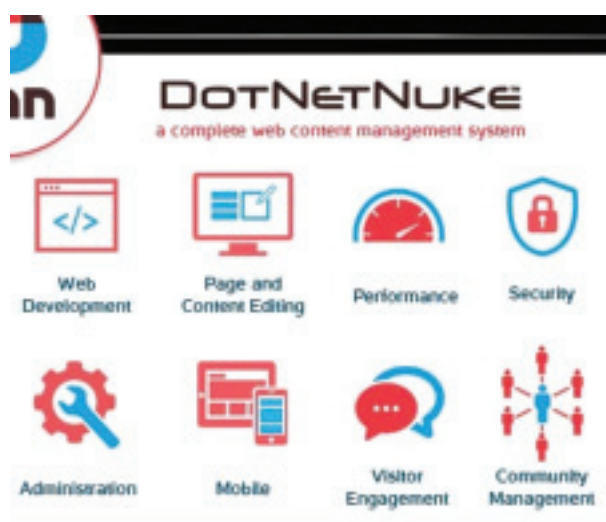 DOTNETNUKE
a complete web content management system
</>
Web
Development
Page and
Content Editing
Performance
Security
Administration
Mobile
Visitor
Engagement
Community
Management